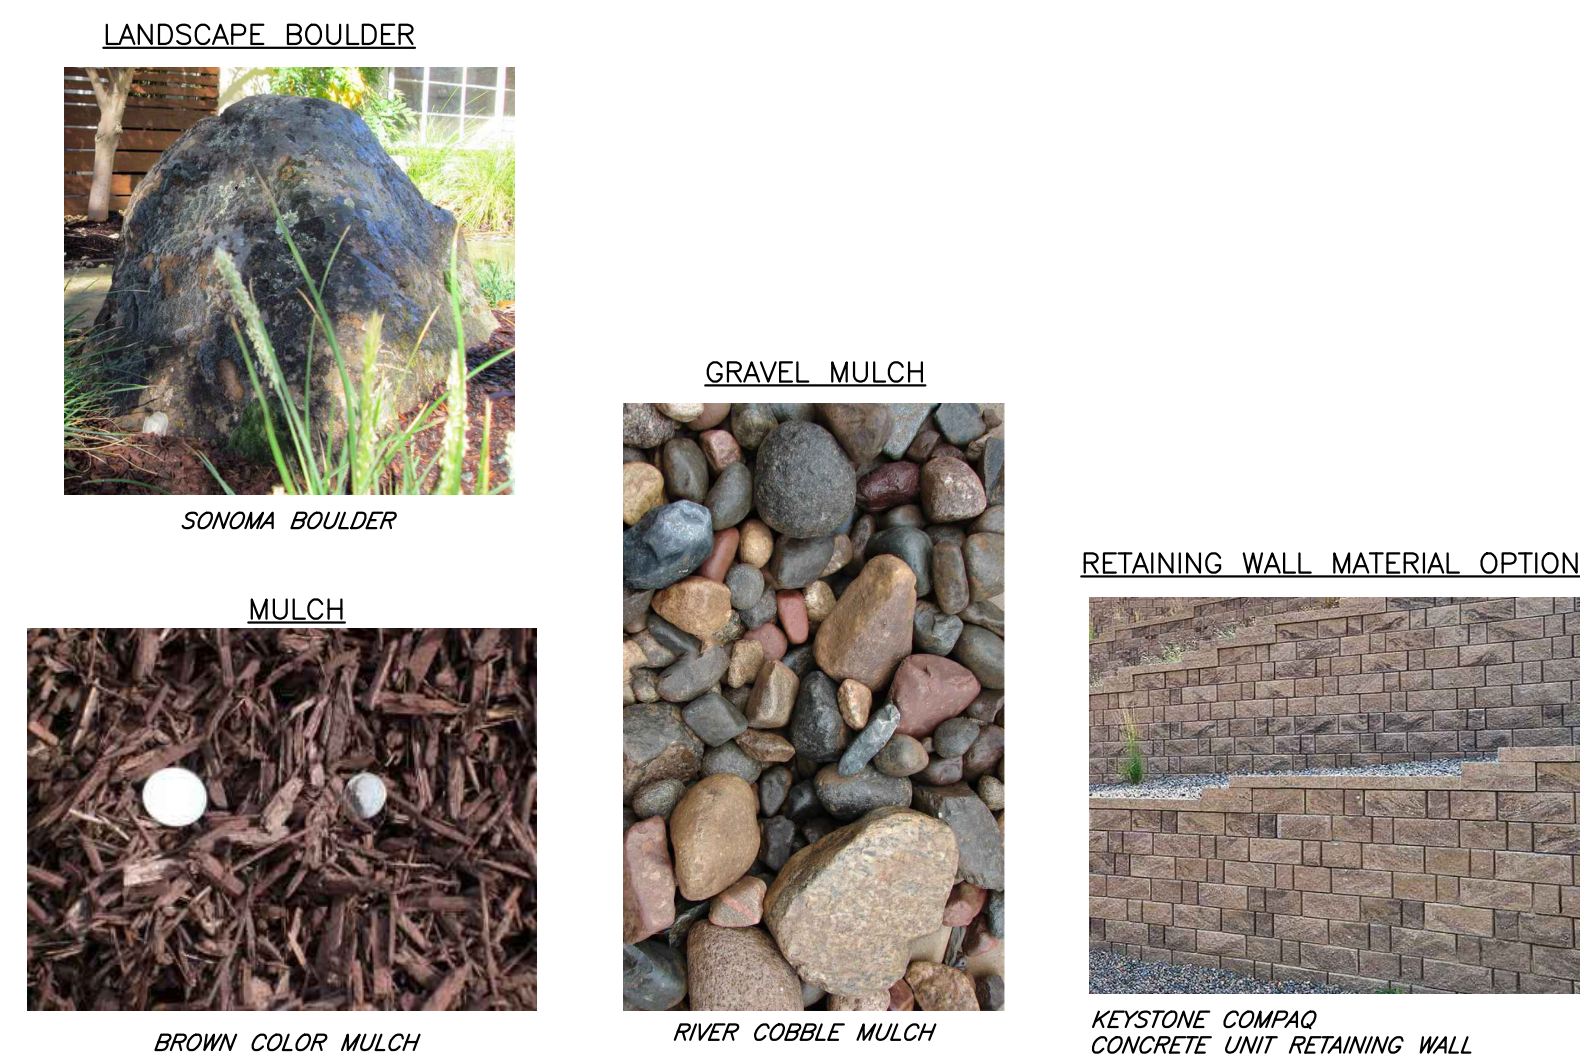 LANDSCAPE BOULDER
SONOMA BOULDER
MULCH
BROWN COLOR MULCH
GRAVEL MULCH
RIVER COBBLE MULCH
RETAINING WALL MATERIAL OPTION
KEYSTONE COMPAQ
CONCRETE UNIT RETAINING WALL